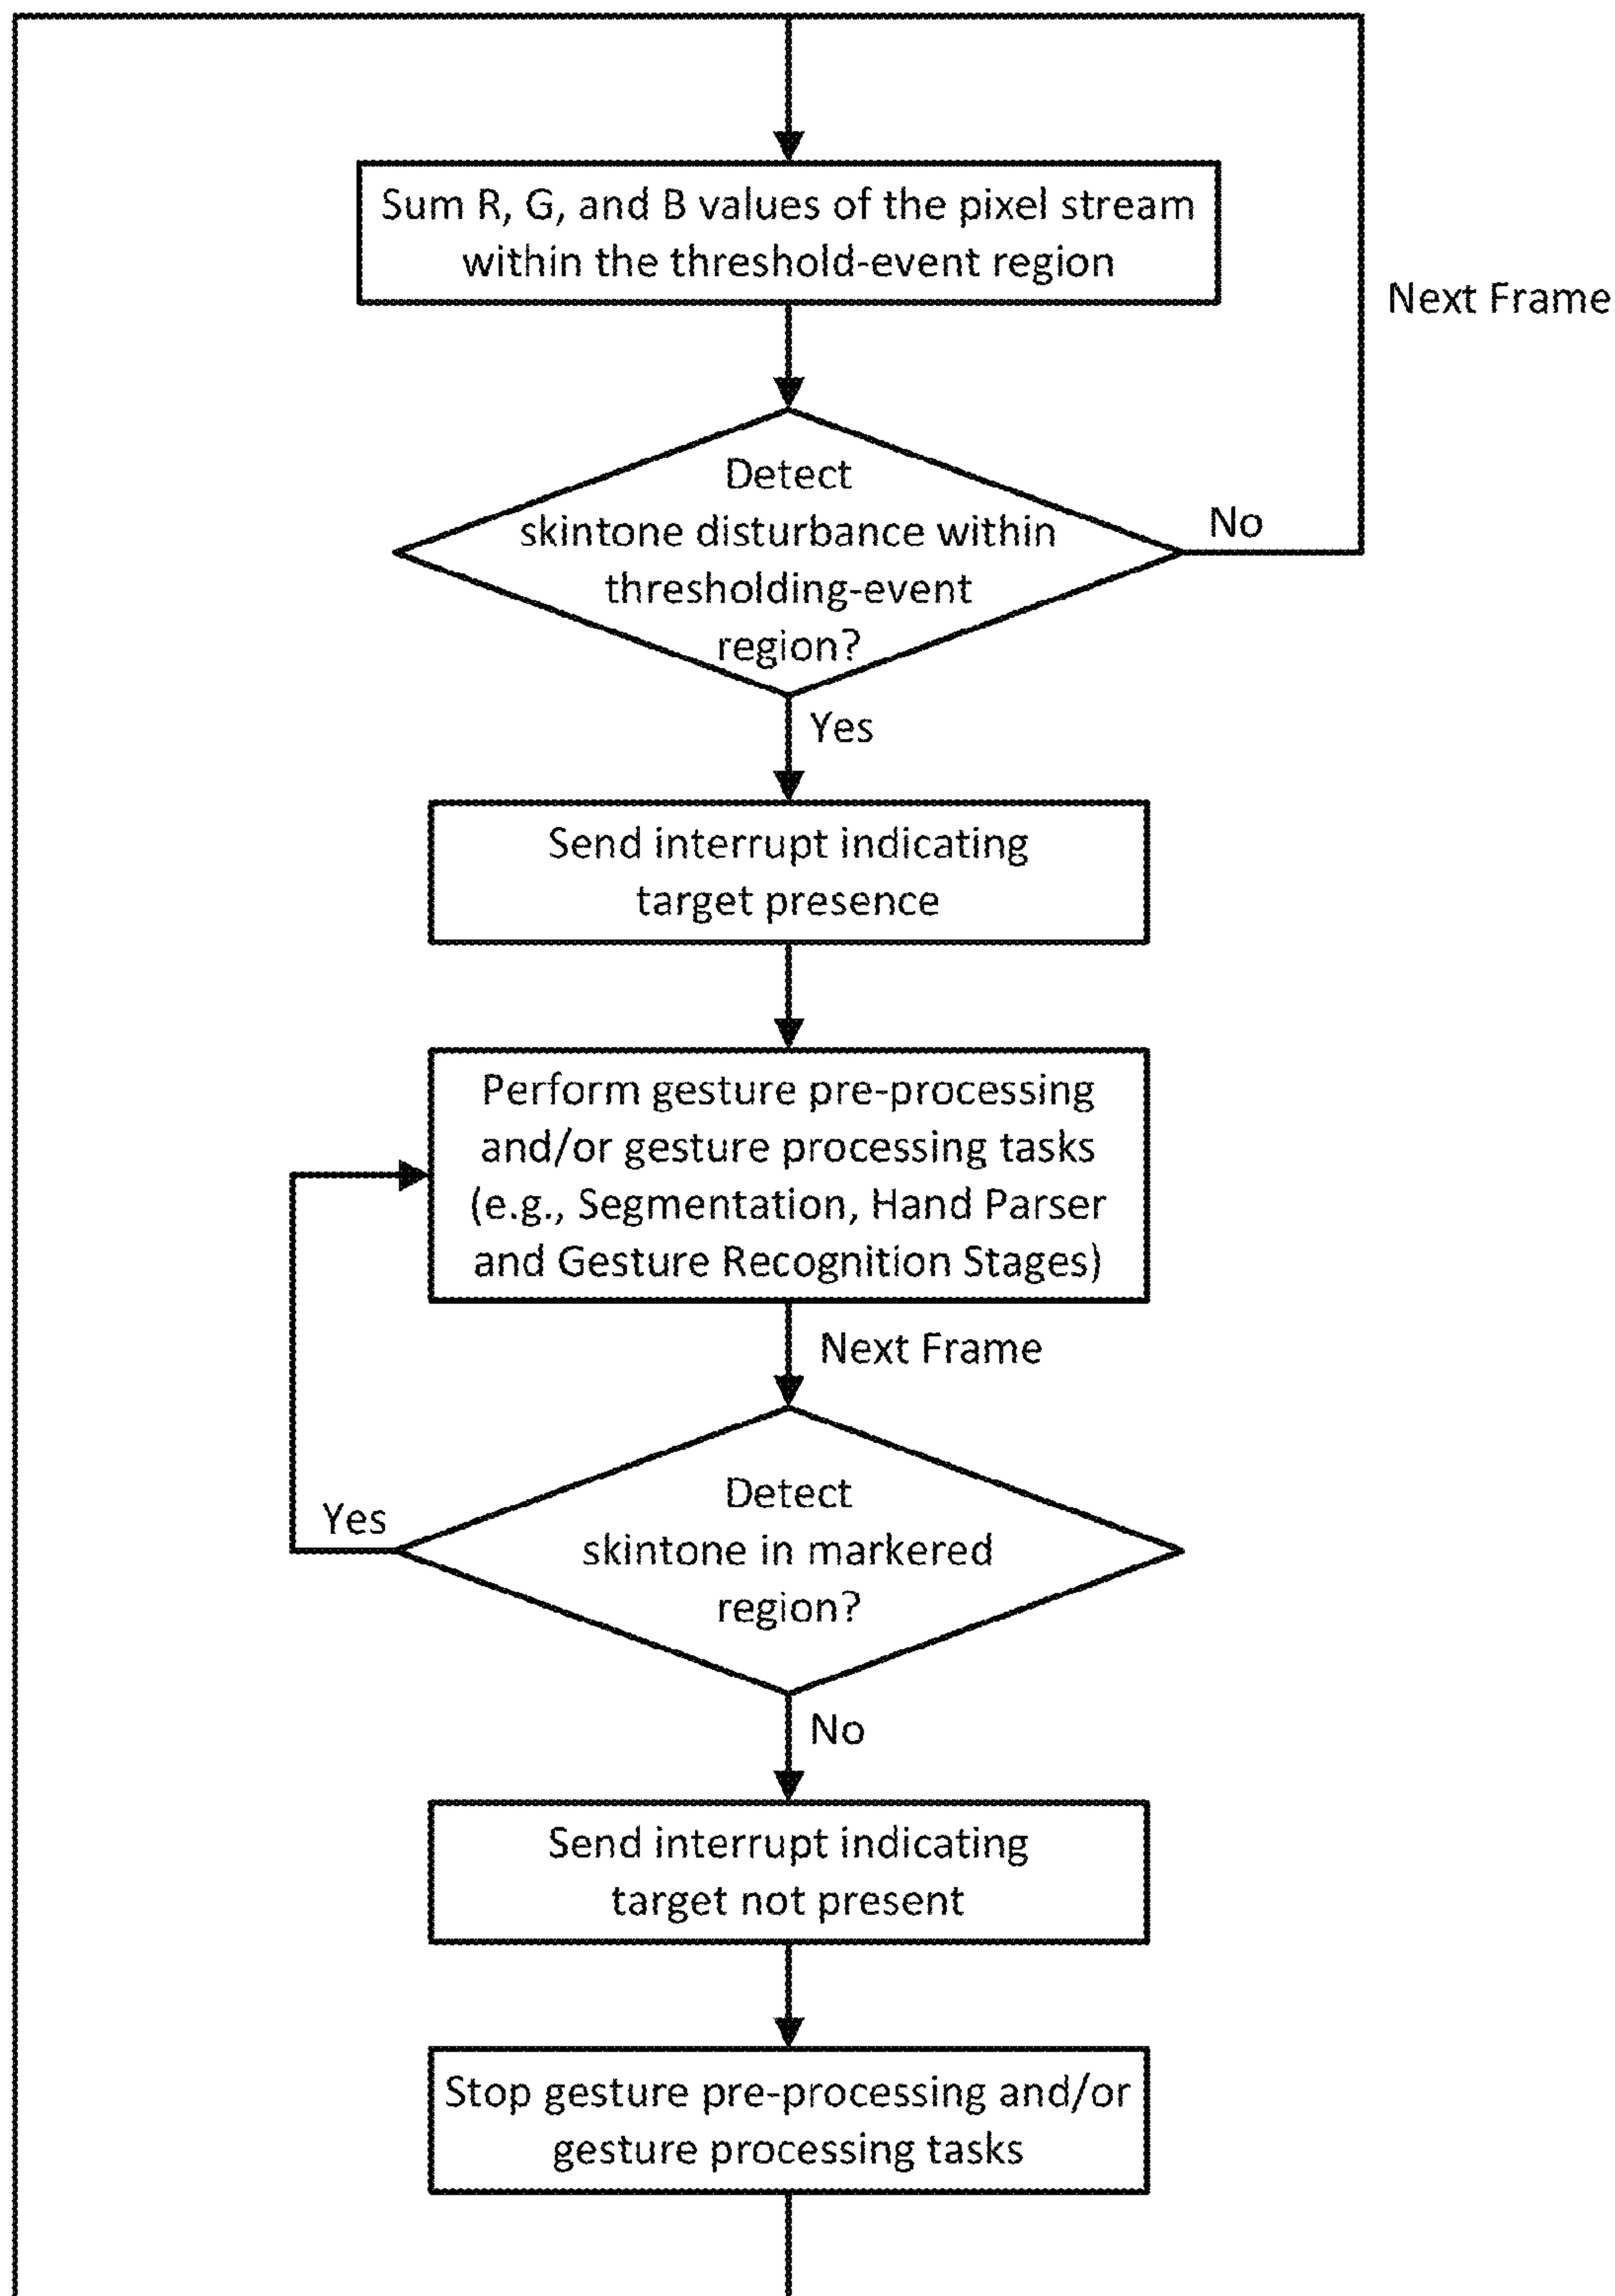 Sum R, G, and B values of the pixel stream
within the threshold-event region
Next Frame
Detect
skintone disturbance within
thresholding-event
region?
No
Yes
Send interrupt indicating
target presence
Perform gesture pre-processing
and/or gesture processing tasks
(e.g., Segmentation, Hand Parser
and Gesture Recognition Stages)
Next Frame
Detect
skintone in markered
region?
Yes
No
Send interrupt indicating
target not present
Stop gesture pre-processing and/or
gesture processing tasks